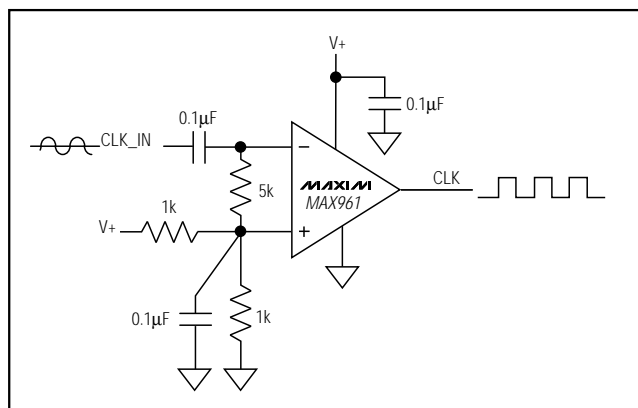 V+
0.1µF
0.1µF
CLK_IN
−
5k
MAXIM
MAX961
CLK
1k
V+
+
0.1µF
1k